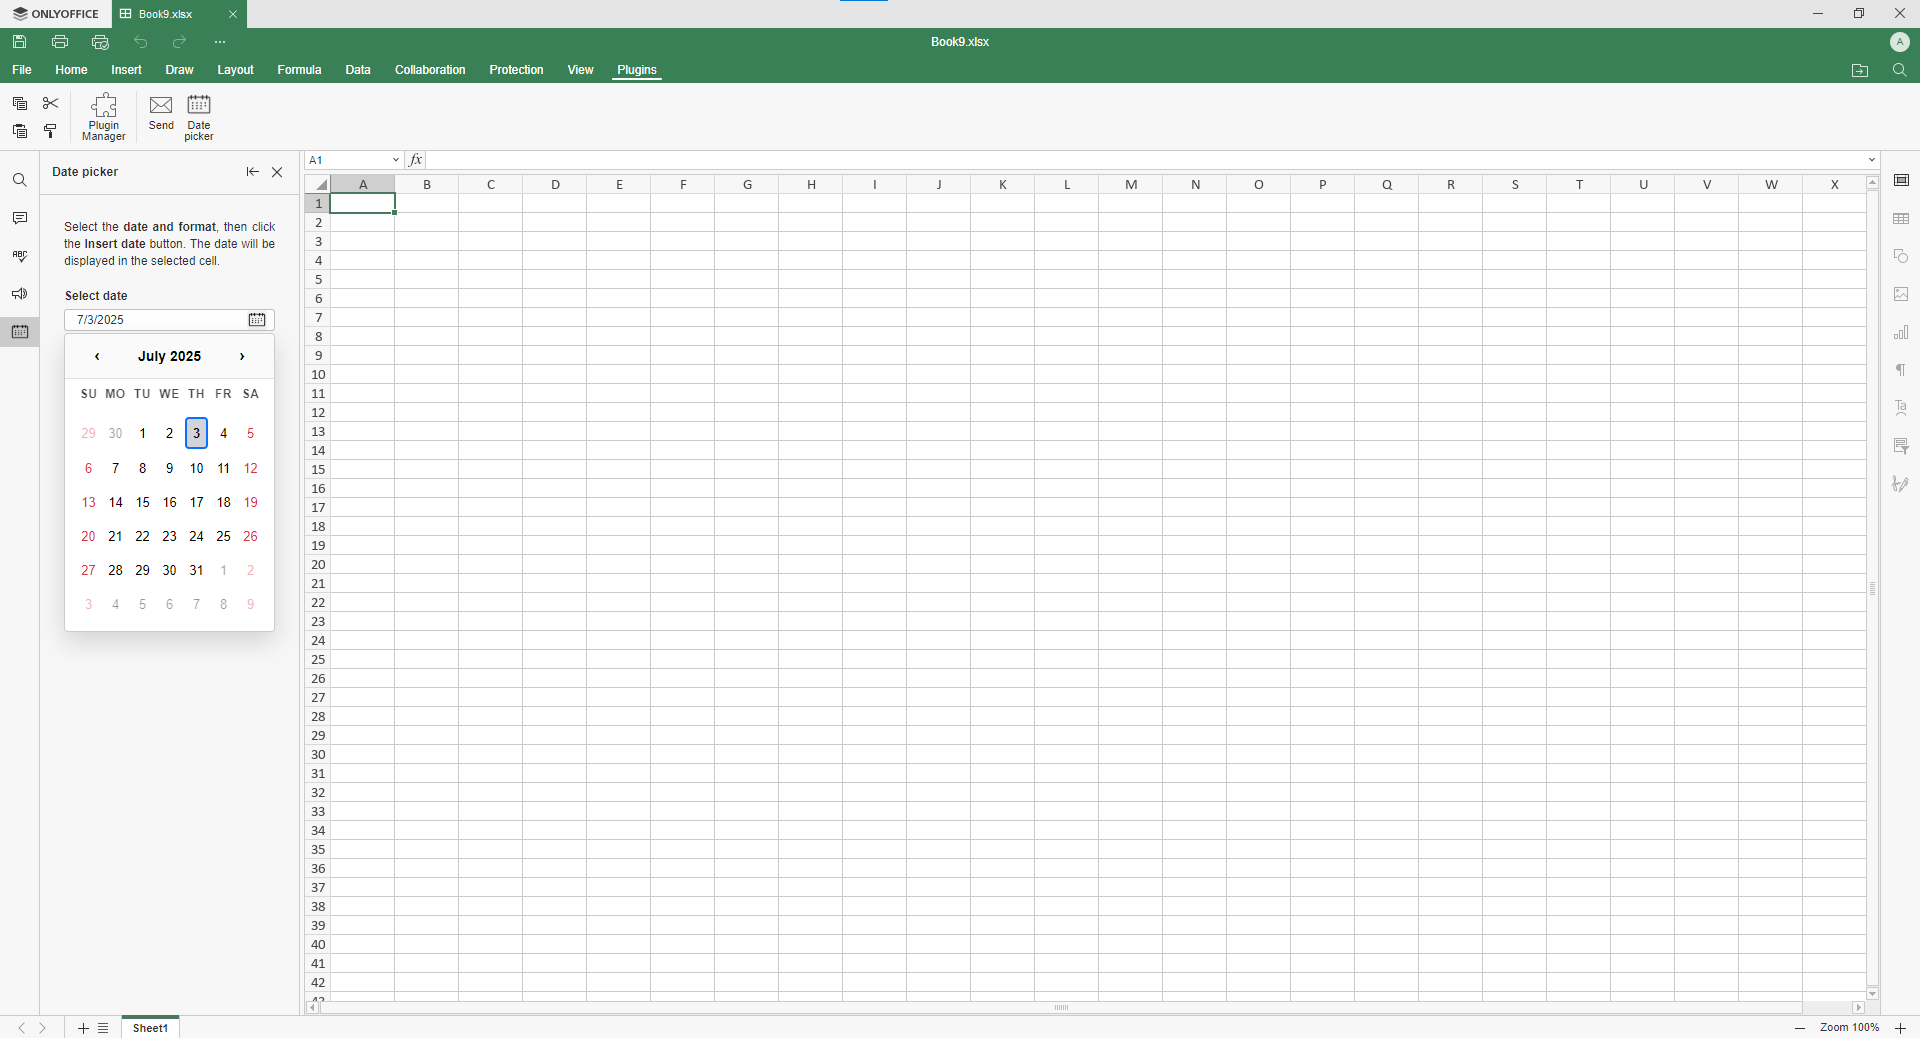 ONLYOFFICE
Book9.xlsx
Book9.xlsx
A
File Home Insert Draw Layout Formula Data Collaboration Protection View Plugins
Plugin
Manager
Send
Date
picker
Date picker
A1
fx
A B C D E F G H I J K L M N O P Q R S T U V W X
Select the date and format, then click
the Insert date button. The date will be
displayed in the selected cell.
Select date
7/3/2025
July 2025
SU MO TU WE TH FR SA
29 30 1 2 3 4 5
6 7 8 9 10 11 12
13 14 15 16 17 18 19
20 21 22 23 24 25 26
27 28 29 30 31 1 2
3 4 5 6 7 8 9
1
2
3
4
5
6
7
8
9
10
11
12
13
14
15
16
17
18
19
20
21
22
23
24
25
26
27
28
29
30
31
32
33
34
35
36
37
38
39
40
41
42
43
Sheet1
Zoom 100%